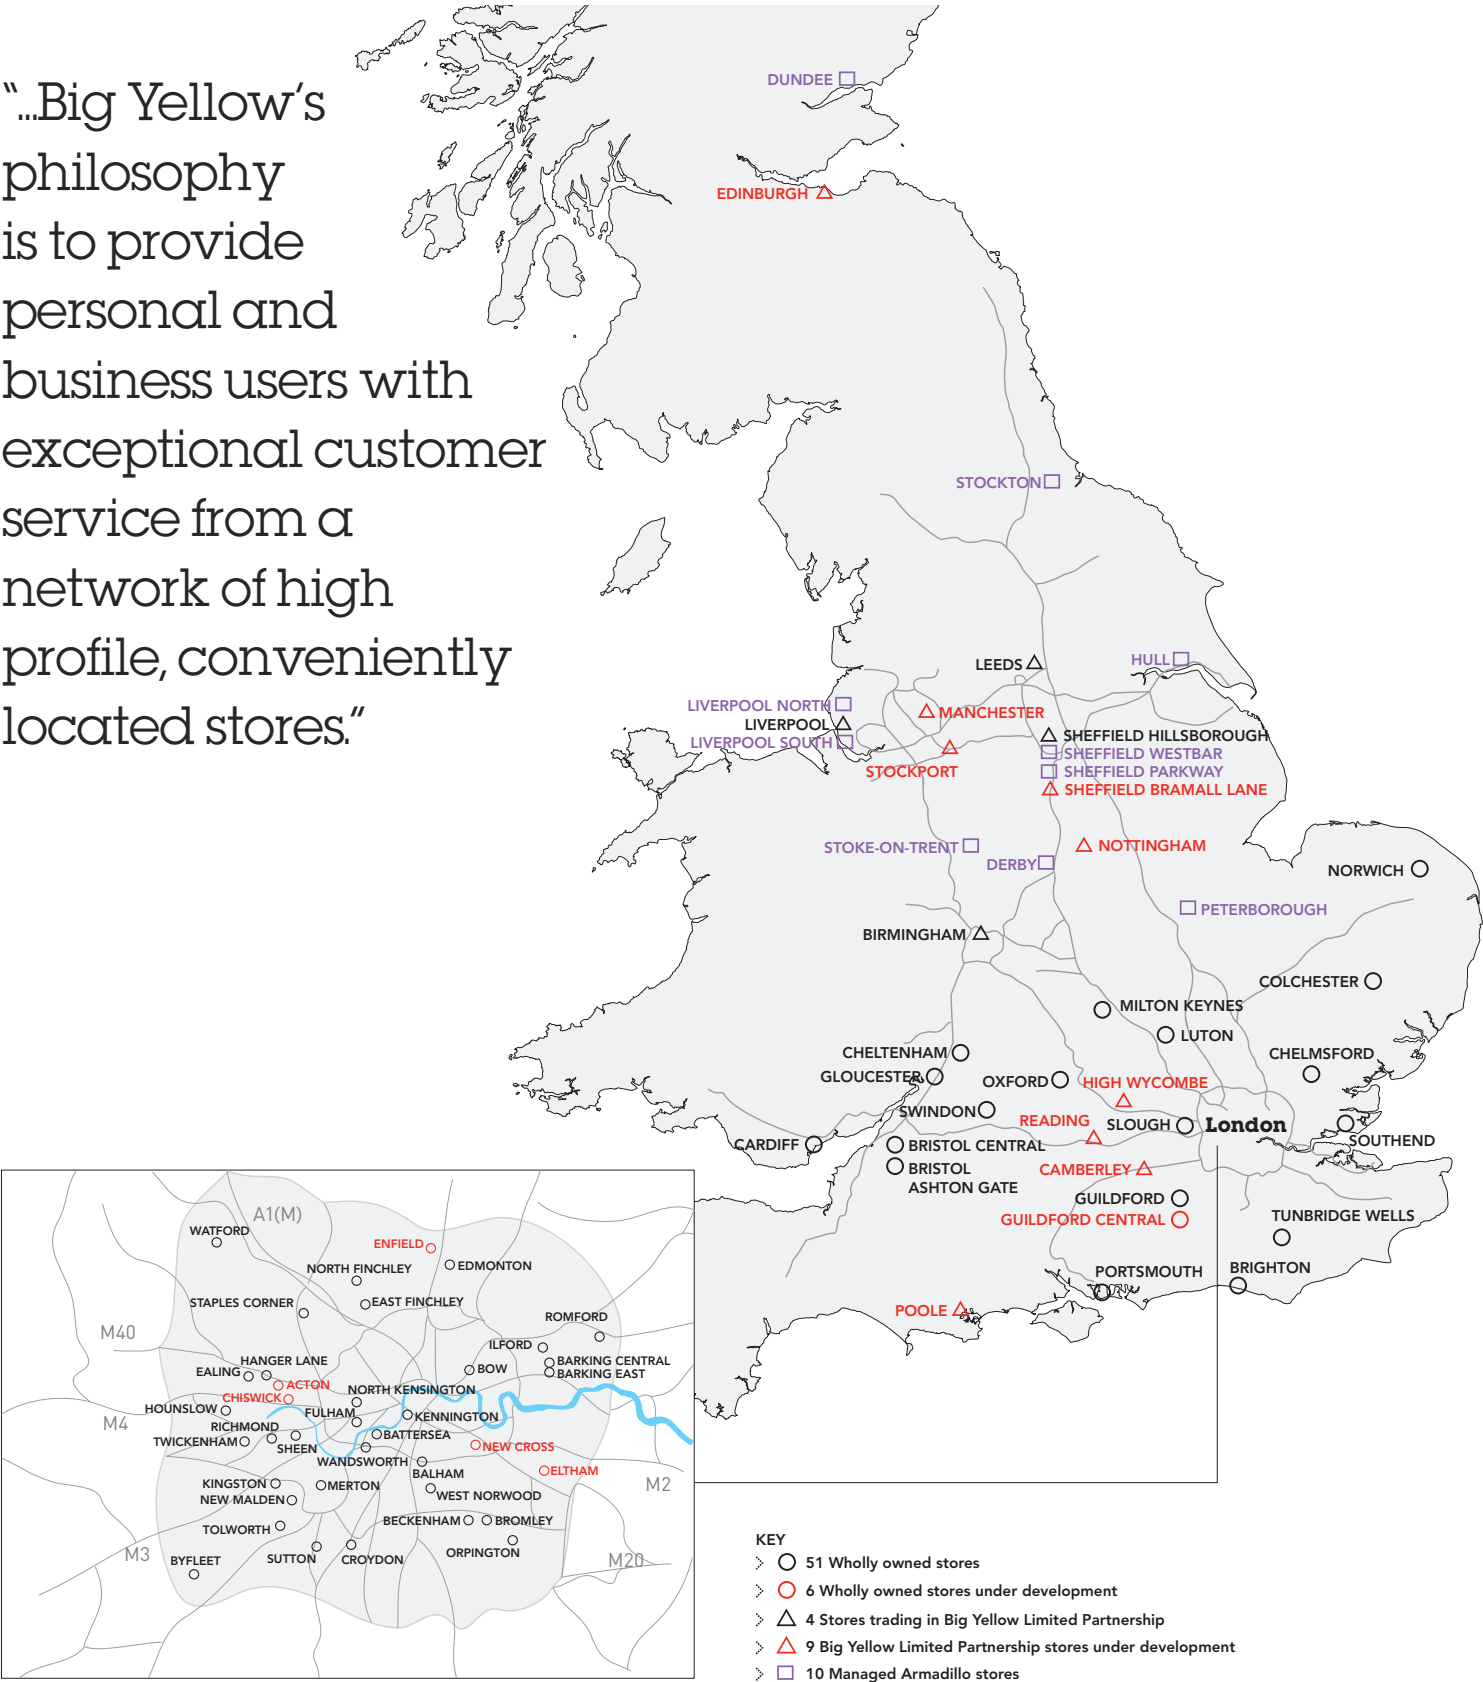 “...Big Yellow’s
philosophy
is to provide
personal and
business users with
exceptional customer
service from a
network of high
profile, conveniently
located stores.”
DUNDEE
EDINBURGH
STOCKTON
LEEDS
HULL
LIVERPOOL NORTH
LIVERPOOL
LIVERPOOL SOUTH
MANCHESTER
STOCKPORT
SHEFFIELD HILLSBOROUGH
SHEFFIELD WESTBAR
SHEFFIELD PARKWAY
SHEFFIELD BRAMALL LANE
STOKE-ON-TRENT
DERBY
NOTTINGHAM
NORWICH
PETERBOROUGH
BIRMINGHAM
COLCHESTER
MILTON KEYNES
LUTON
CHELTENHAM
CHELMSFORD
GLOUCESTER
OXFORD
HIGH WYCOMBE
SWINDON
READING
SLOUGH
London
SOUTHEND
CARDIFF
BRISTOL CENTRAL
BRISTOL
ASHTON GATE
CAMBERLEY
GUILDFORD
GUILDFORD CENTRAL
TUNBRIDGE WELLS
PORTSMOUTH
BRIGHTON
POOLE
A1(M)
WATFORD
ENFIELD
EDMONTON
NORTH FINCHLEY
EAST FINCHLEY
STAPLES CORNER
ROMFORD
M40
ILFORD
HANGER LANE
BARKING CENTRAL
EALING
BOW
BARKING EAST
ACTON
CHISWICK
NORTH KENSINGTON
HOUNSLOW
FULHAM
KENNINGTON
M4
RICHMOND
BATTERSEA
TWICKENHAM
SHEEN
NEW CROSS
WANDSWORTH
ELTHAM
BALHAM
KINGSTON
MERTON
M2
NEW MALDEN
WEST NORWOOD
TOLWORTH
BECKENHAM
BROMLEY
M3
BYFLEET
SUTTON
CROYDON
ORPINGTON
M20
KEY
51 Wholly owned stores
6 Wholly owned stores under development
4 Stores trading in Big Yellow Limited Partnership
9 Big Yellow Limited Partnership stores under development
10 Managed Armadillo stores